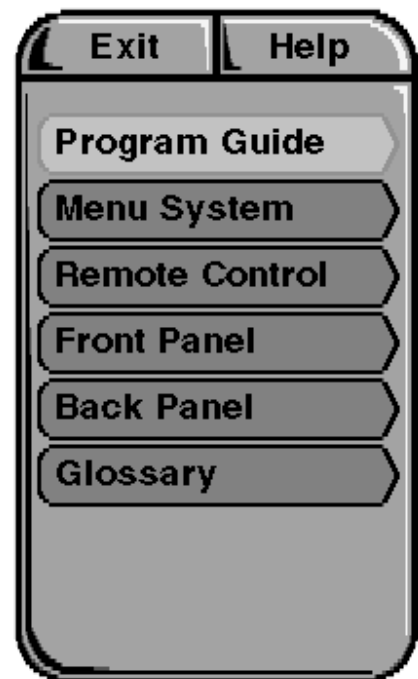 Exit Help
Program Guide
Menu System
Remote Control
Front Panel
Back Panel
Glossary